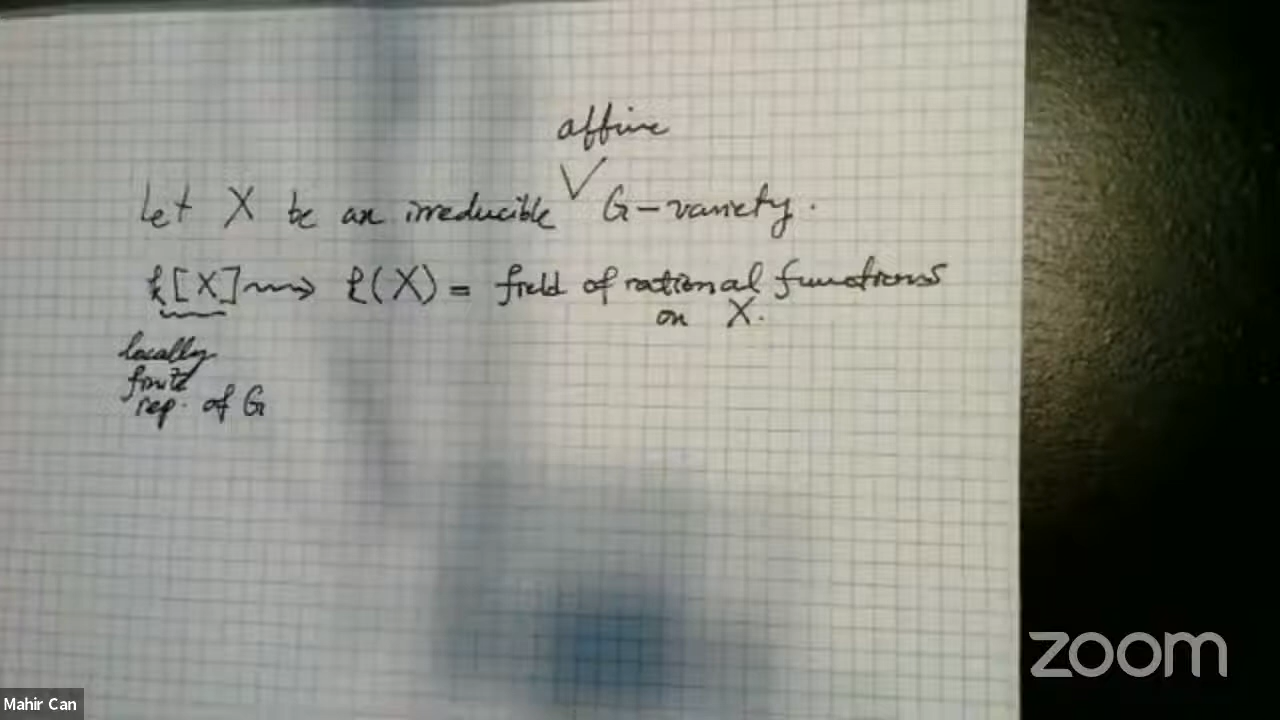 affine
Let X be an irreducible ∨ G-variety.
k[X] ⟿ k(X) = field of rational functions
on X.
locally
finite
rep. of G
zoom
Mahir Can